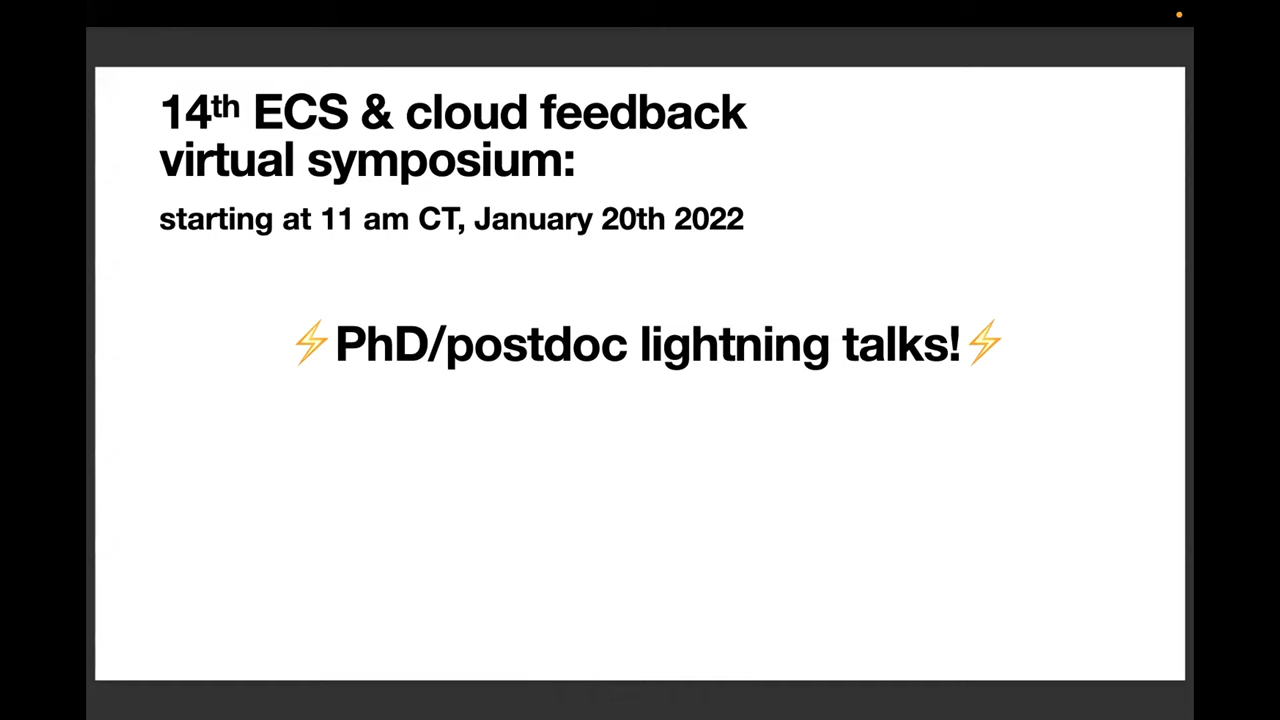 14th ECS & cloud feedback
virtual symposium:
starting at 11 am CT, January 20th 2022
⚡PhD/postdoc lightning talks!⚡